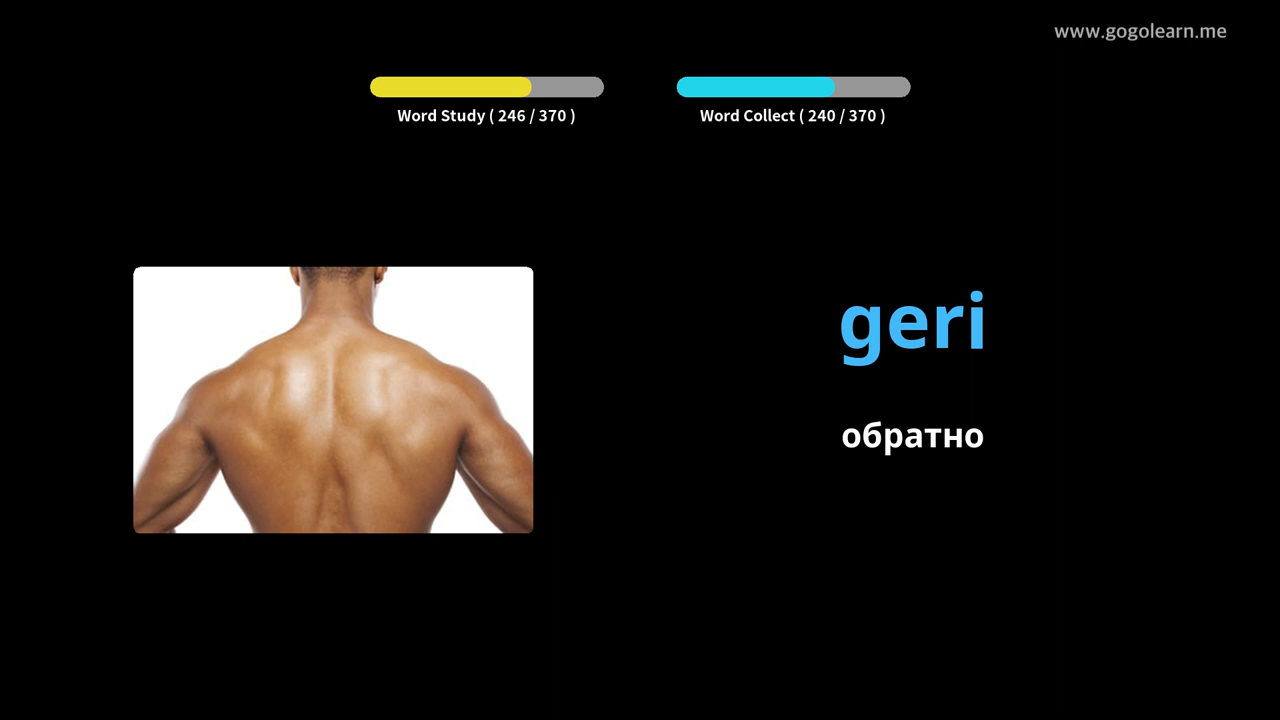 www.gogolearn.me
Word Study ( 246 / 370 )
Word Collect ( 240 / 370 )
geri
обратно